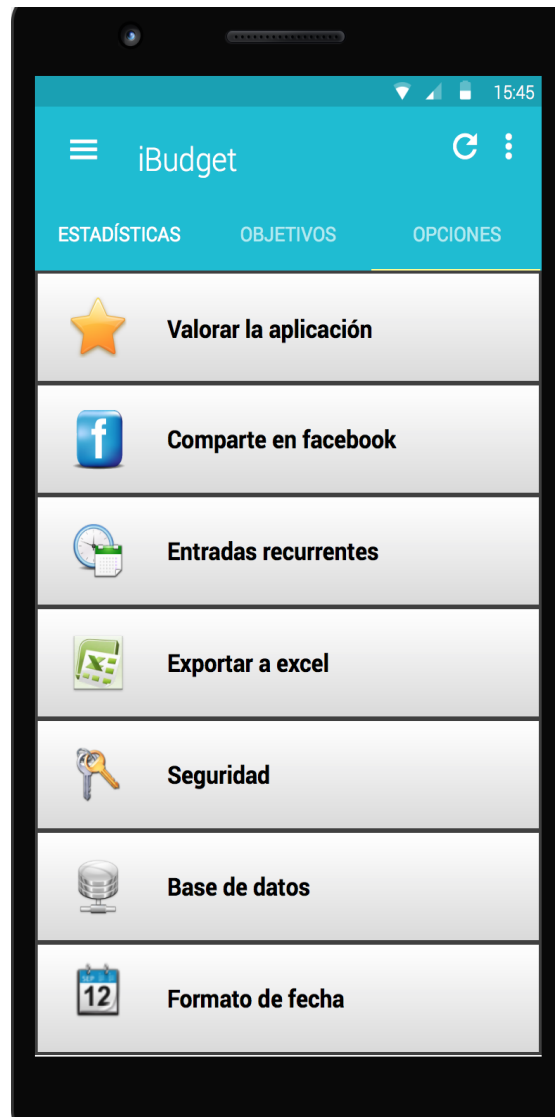 15:45
iBudget
ESTADÍSTICAS OBJETIVOS OPCIONES
Valorar la aplicación
f
Comparte en facebook
Entradas recurrentes
Exportar a excel
Seguridad
Base de datos
12
Formato de fecha